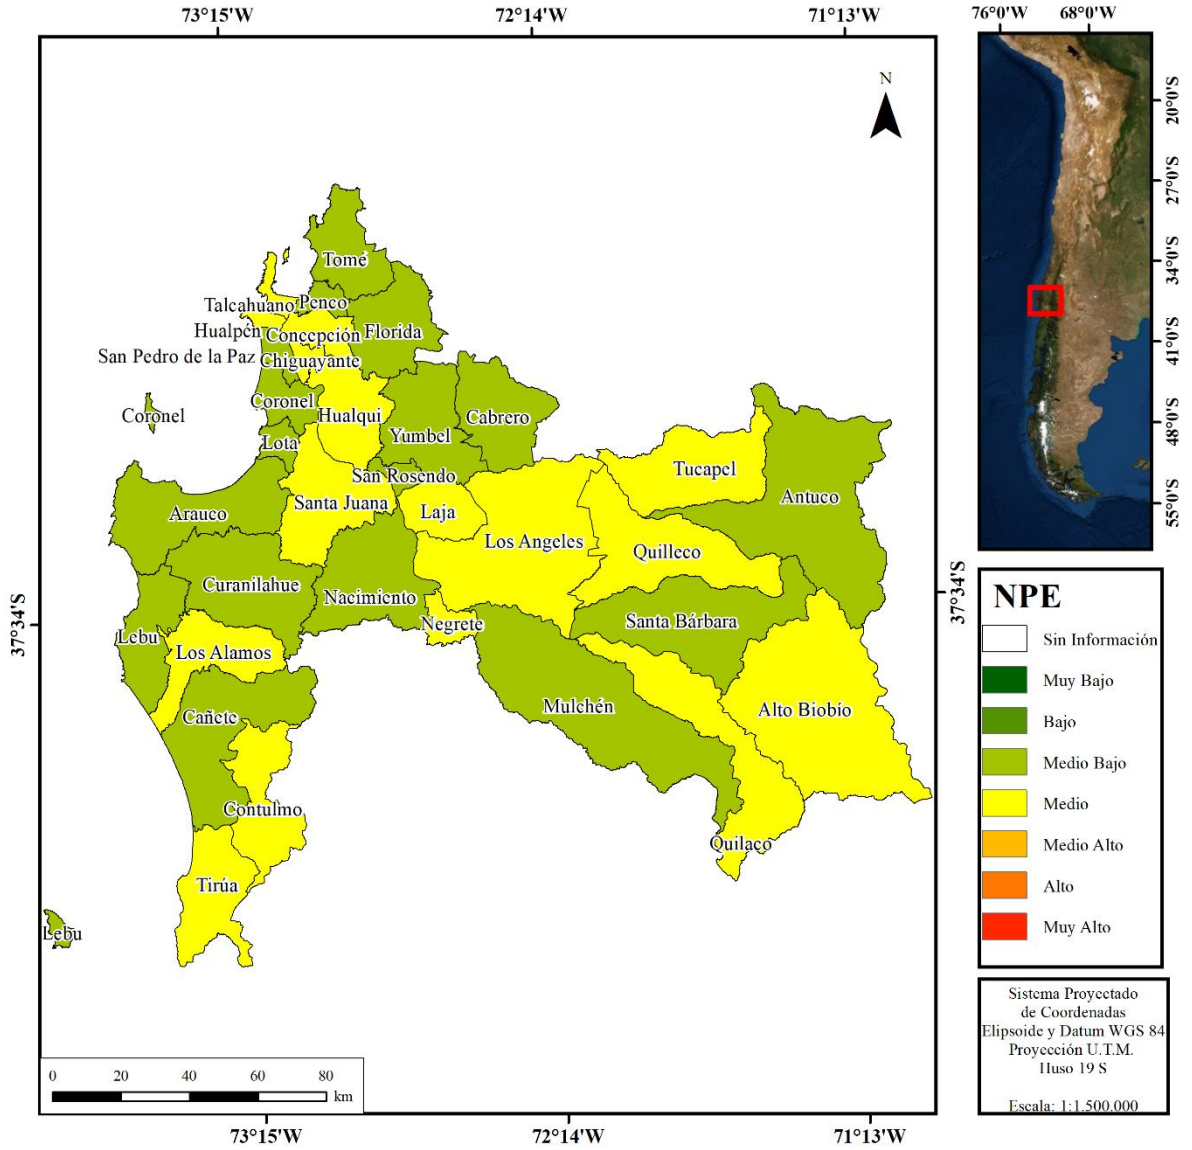 73°15'W
72°14'W
71°13'W
76°0'W
68°0'W
N
20°0'S
27°0'S
34°0'S
41°0'S
48°0'S
55°0'S
Tomé
Talcahuano
Penco
Hualpén
Concepción
Florida
San Pedro de la Paz
Chiguayante
Coronel
Coronel
Hualqui
Cabrero
Lota
Yumbel
San Rosendo
Tucapel
Antuco
Arauco
Santa Juana
Laja
Los Angeles
Quilleco
Curanilahue
Nacimiento
37°34'S
37°34'S
Lebu
Negrete
Santa Bárbara
Los Alamos
Cañete
Mulchén
Alto Biobío
Contulmo
Quilaco
Tirúa
Lebu
NPE
Sin Información
Muy Bajo
Bajo
Medio Bajo
Medio
Medio Alto
Alto
Muy Alto
Sistema Proyectado
de Coordenadas
Elipsoide y Datum WGS 84
Proyección U.T.M.
Huso 19 S
Escala: 1:1.500.000
0 20 40 60 80
km
73°15'W
72°14'W
71°13'W